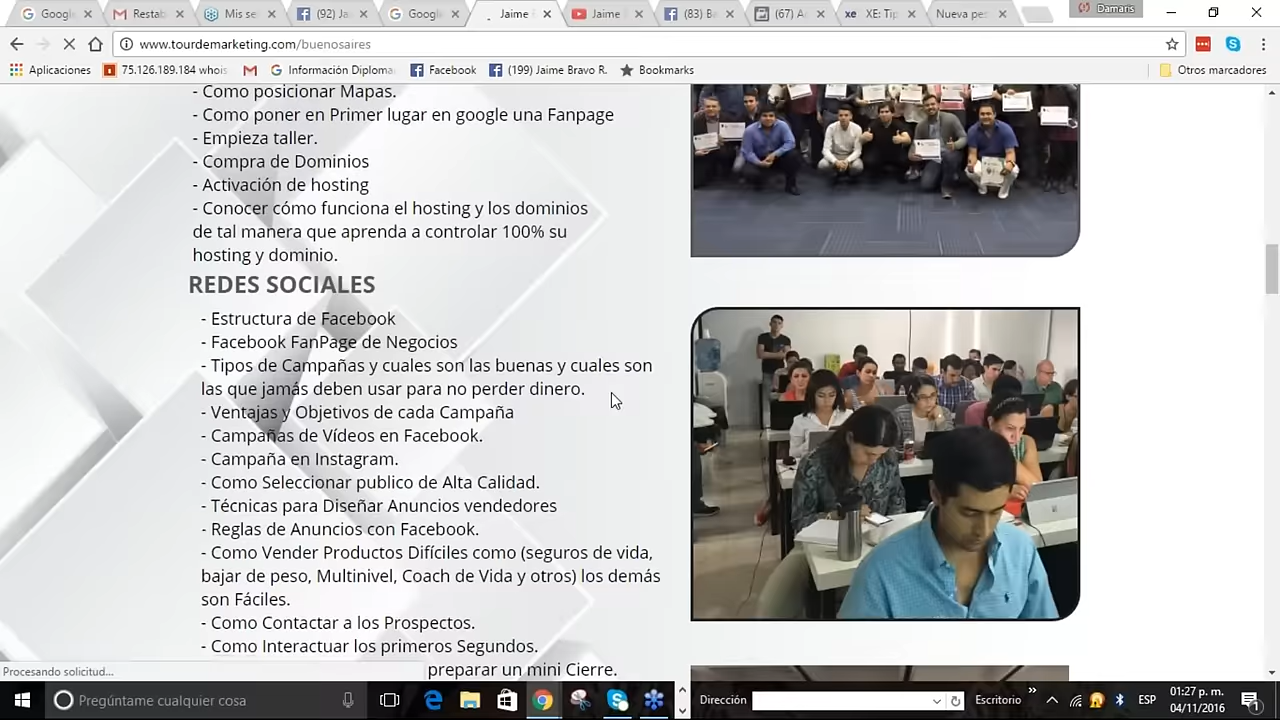 Google
Restab
Mis se
(92) Ja
Google
Jaime B
Jaime
(83) B
(67) A
XE: Tip
Nueva pes
Damaris
www.tourdemarketing.com/buenosaires
Aplicaciones
75.126.189.184 whois
Información Diploma
Facebook
(199) Jaime Bravo R.
Bookmarks
Otros marcadores
- Como posicionar Mapas.
- Como poner en Primer lugar en google una Fanpage
- Empieza taller.
- Compra de Dominios
- Activación de hosting
- Conocer cómo funciona el hosting y los dominios
de tal manera que aprenda a controlar 100% su
hosting y dominio.
REDES SOCIALES
- Estructura de Facebook
- Facebook FanPage de Negocios
- Tipos de Campañas y cuales son las buenas y cuales son
las que jamás deben usar para no perder dinero.
- Ventajas y Objetivos de cada Campaña
- Campañas de Vídeos en Facebook.
- Campaña en Instagram.
- Como Seleccionar publico de Alta Calidad.
- Técnicas para Diseñar Anuncios vendedores
- Reglas de Anuncios con Facebook.
- Como Vender Productos Difíciles como (seguros de vida,
bajar de peso, Multinivel, Coach de Vida y otros) los demás
son Fáciles.
- Como Contactar a los Prospectos.
- Como Interactuar los primeros Segundos.
preparar un mini Cierre.
Procesando solicitud...
Pregúntame cualquier cosa
Dirección
Escritorio
ESP
01:27 p. m.
04/11/2016